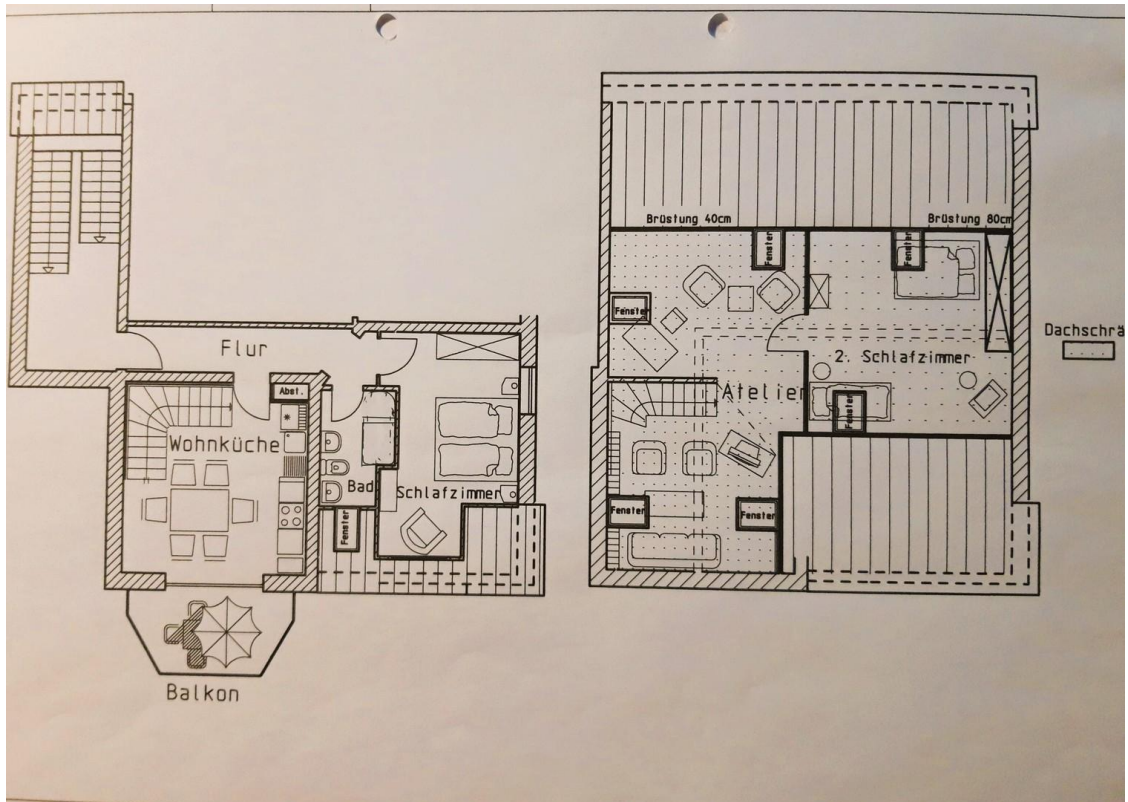 Flur
Abst.
Wohnküche
Bad
Schlafzimmer
Fenster
Balkon
Brüstung 40cm
Brüstung 80cm
Fenster
Fenster
Fenster
2. Schlafzimmer
Atelier
Fenster
Fenster
Fenster
Dachschrä